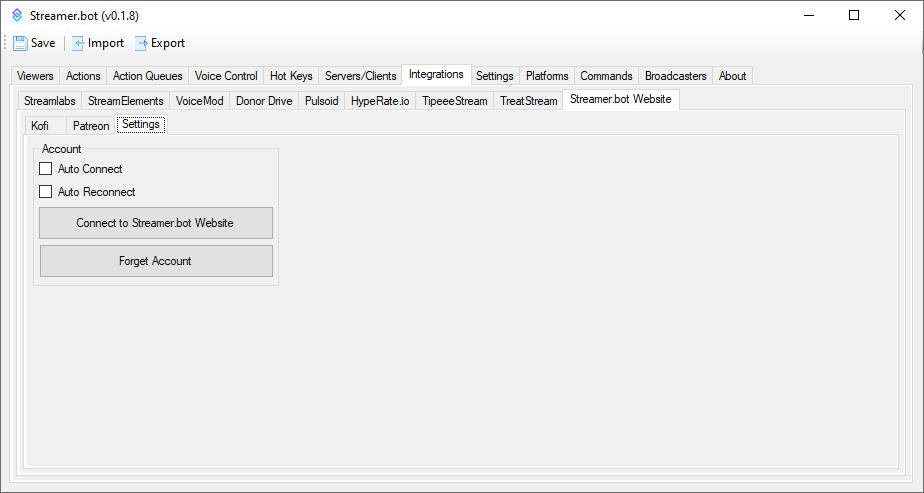 Streamer.bot (v0.1.8)
Save Import Export
Viewers Actions Action Queues Voice Control Hot Keys Servers/Clients Integrations Settings Platforms Commands Broadcasters About
Streamlabs StreamElements VoiceMod Donor Drive Pulsoid HypeRate.io TipeeeStream TreatStream Streamer.bot Website
Kofi Patreon Settings
Account
Auto Connect
Auto Reconnect
Connect to Streamer.bot Website
Forget Account